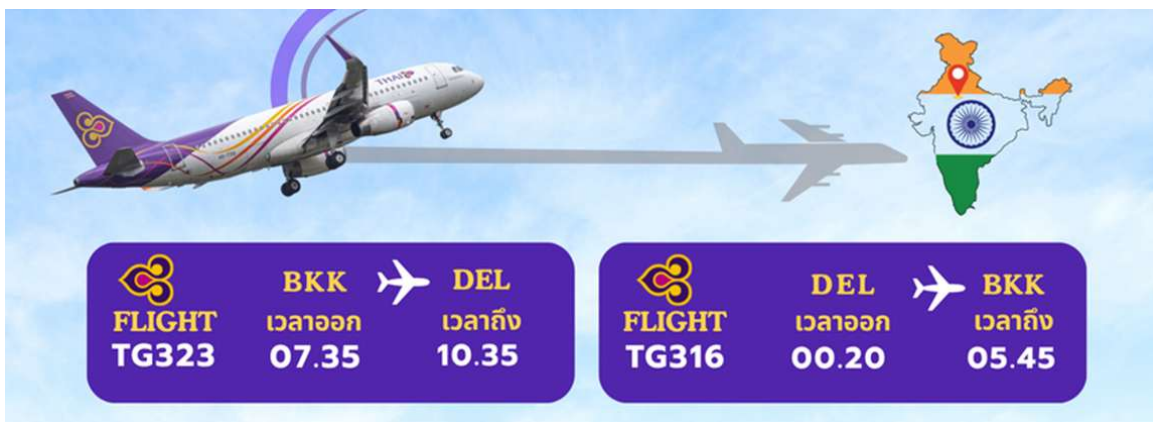 THAI
FLIGHT
TG323
BKK DEL
เวลาออก เวลาถึง
07.35 10.35
FLIGHT
TG316
DEL BKK
เวลาออก เวลาถึง
00.20 05.45